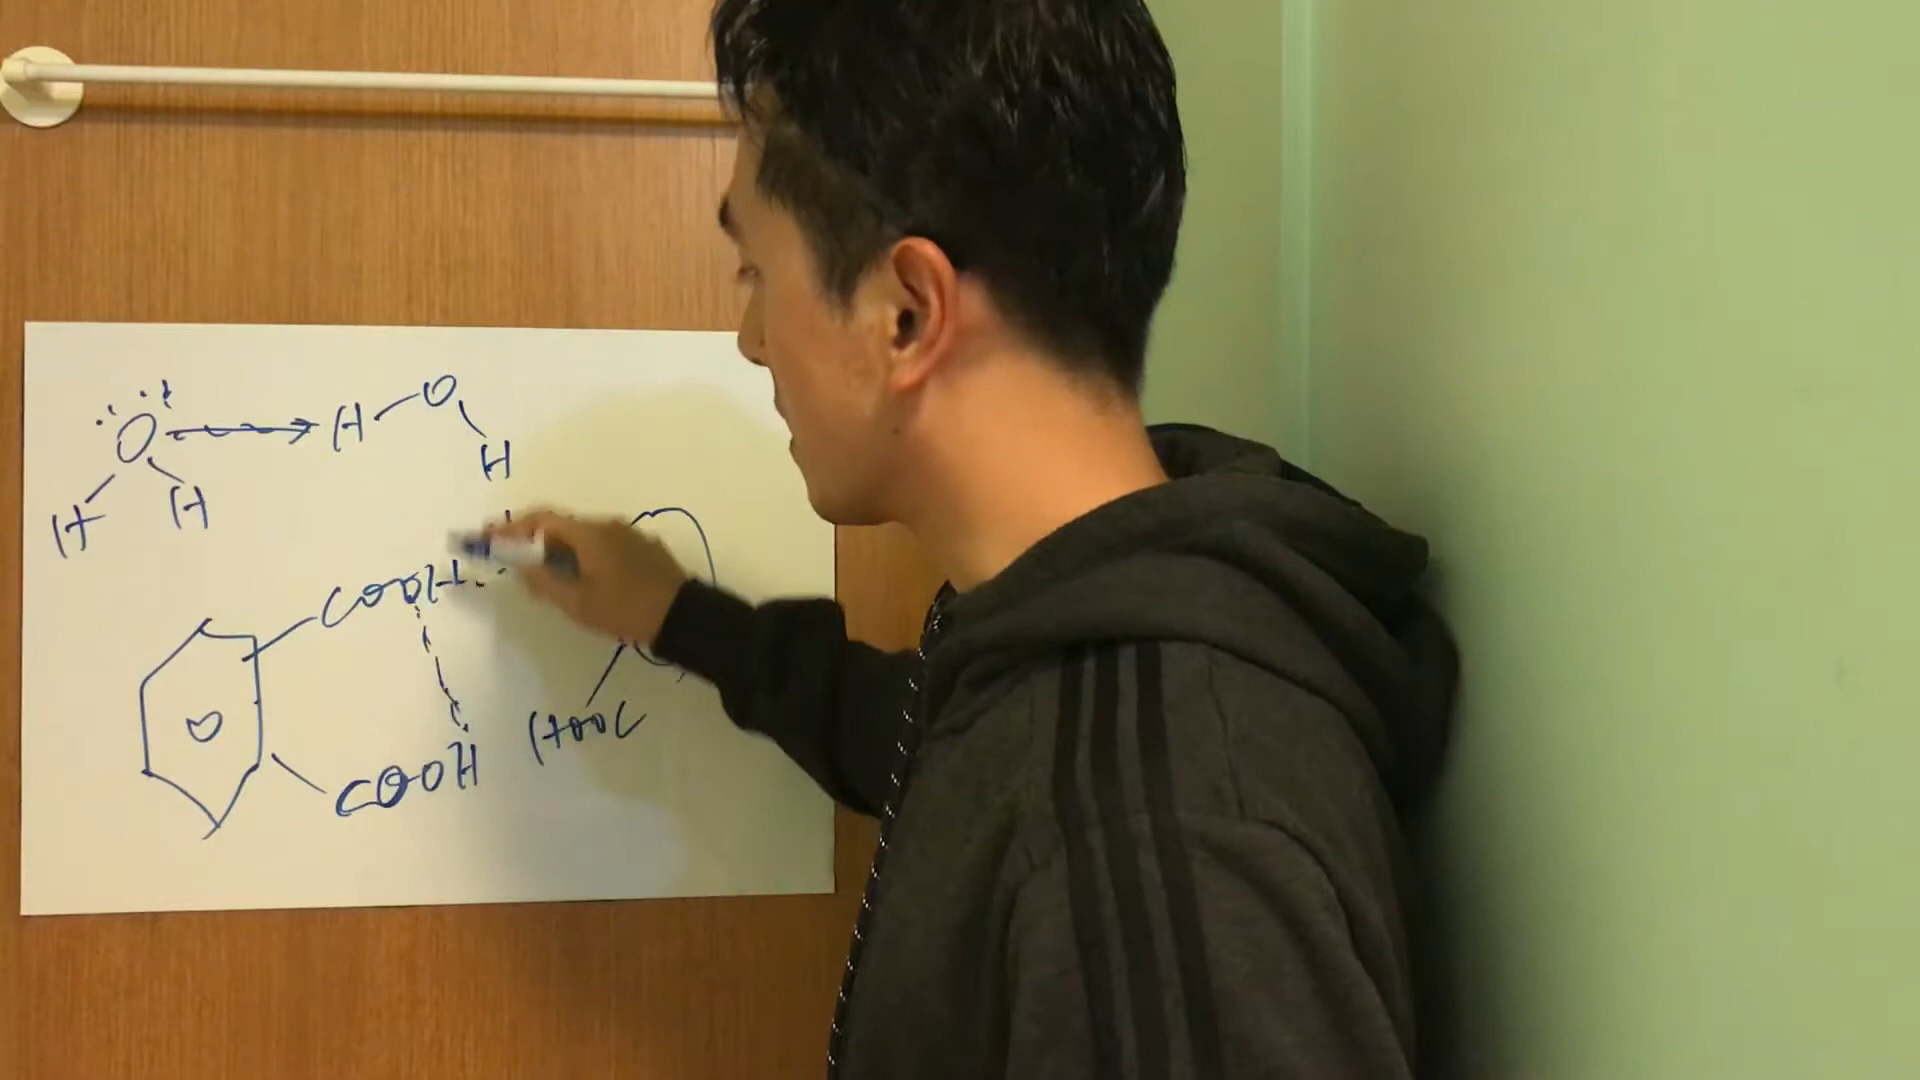 O → H O
H H H
COOH
HOOC
COOH